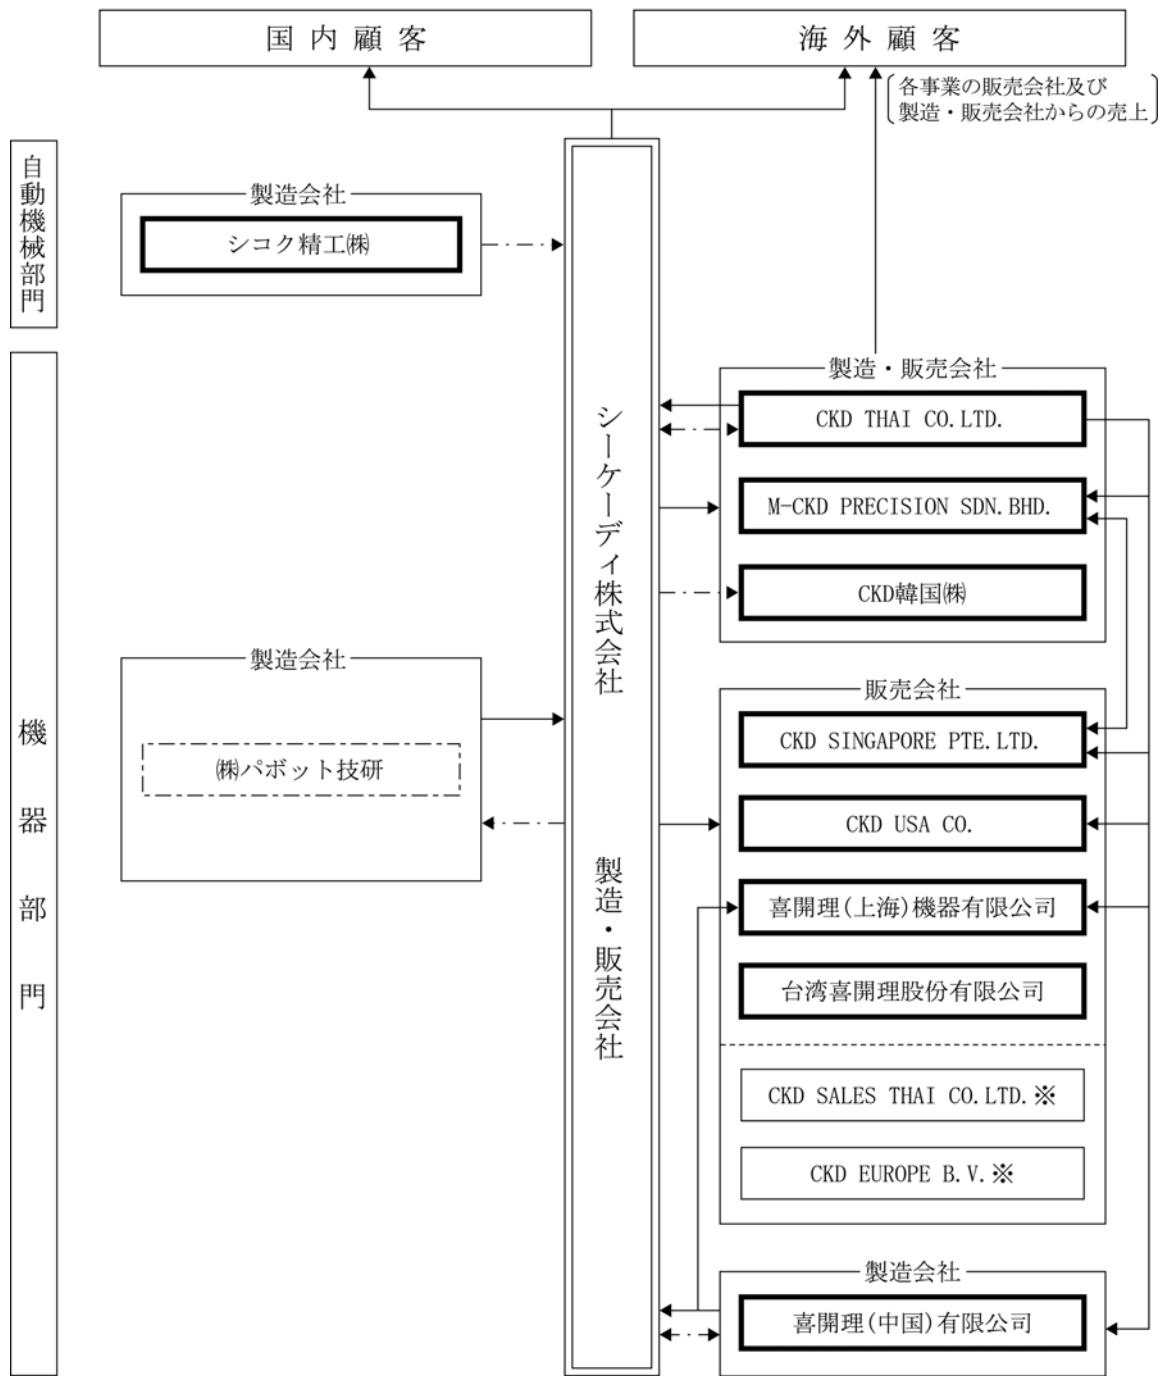 国内顧客
海外顧客
各事業の販売会社及び
製造・販売会社からの売上
自動機械部門
製造会社
シコク精工㈱
シーケーディ株式会社
製造・販売会社
製造・販売会社
CKD THAI CO.LTD.
M-CKD PRECISION SDN.BHD.
CKD韓国㈱
機器部門
製造会社
㈱パボット技研
販売会社
CKD SINGAPORE PTE.LTD.
CKD USA CO.
喜開理(上海)機器有限公司
台湾喜開理股份有限公司
CKD SALES THAI CO.LTD.※
CKD EUROPE B.V.※
製造会社
喜開理(中国)有限公司